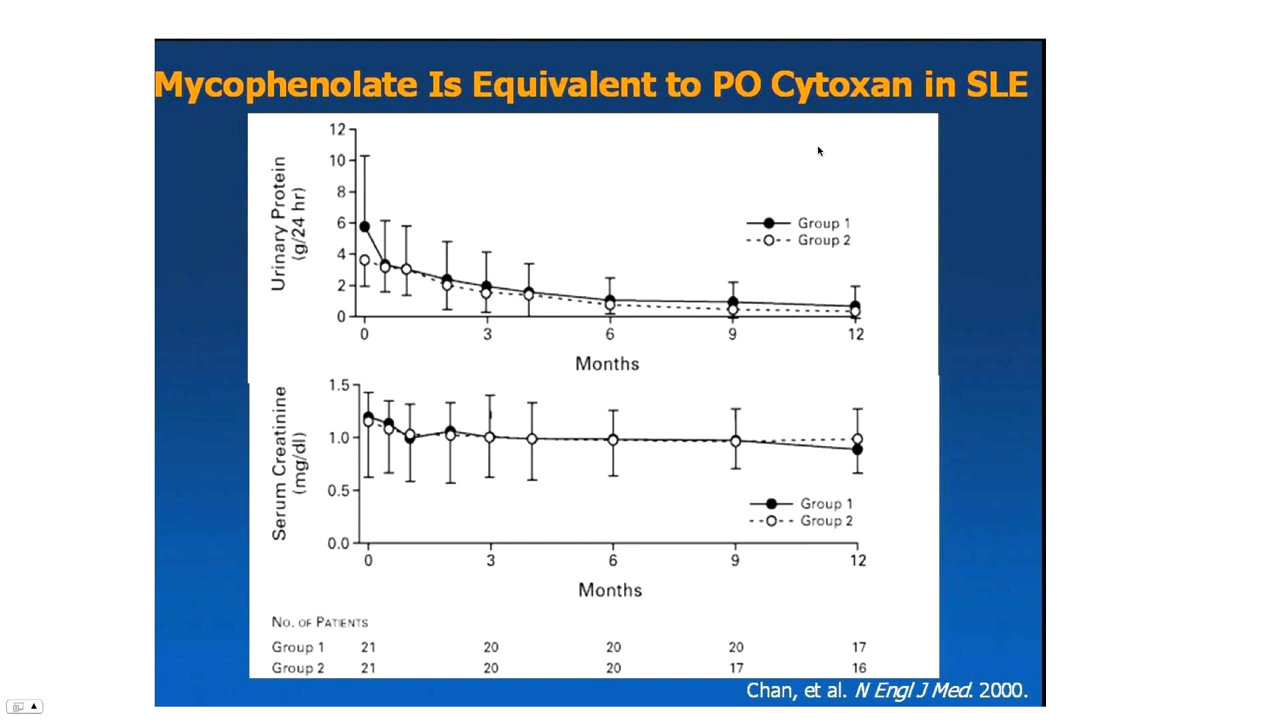 Mycophenolate Is Equivalent to PO Cytoxan in SLE
Urinary Protein
(g/24 hr)
12
10
8
6
4
2
0
Group 1
Group 2
0 3 6 9 12
Months
Serum Creatinine
(mg/dl)
1.5
1.0
0.5
0.0
Group 1
Group 2
0 3 6 9 12
Months
No. of Patients
Group 1 21 20 20 20 17
Group 2 21 20 20 17 16
Chan, et al. N Engl J Med. 2000.